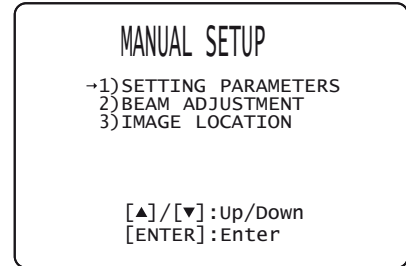 MANUAL SETUP
→1)SETTING PARAMETERS
2)BEAM ADJUSTMENT
3)IMAGE LOCATION
[▲]/[▼]:Up/Down
[ENTER]:Enter